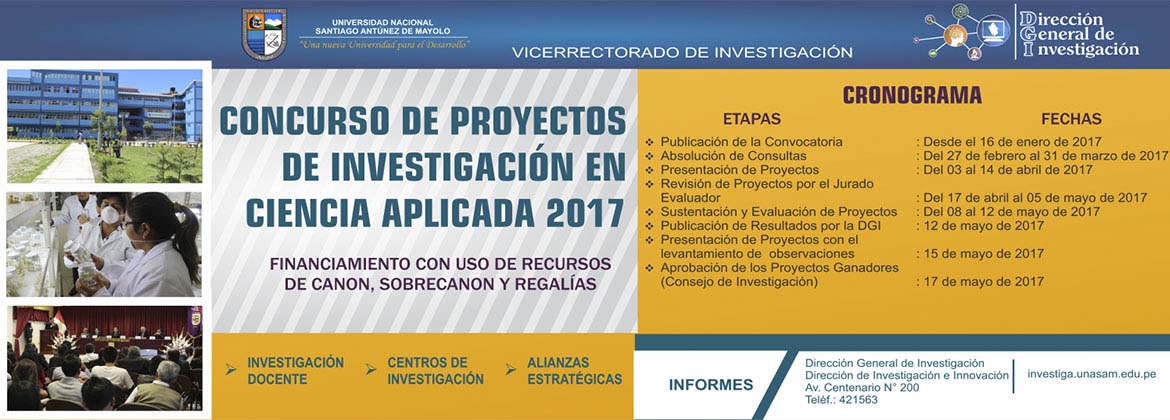 UNIVERSIDAD NACIONAL
SANTIAGO ANTÚNEZ DE MAYOLO
"Una nueva Universidad para el Desarrollo"
VICERRECTORADO DE INVESTIGACIÓN
Dirección
General de
Investigación
CONCURSO DE PROYECTOS
DE INVESTIGACIÓN EN
CIENCIA APLICADA 2017
FINANCIAMIENTO CON USO DE RECURSOS
DE CANON, SOBRECANON Y REGALÍAS
INVESTIGACIÓN
DOCENTE
CENTROS DE
INVESTIGACIÓN
ALIANZAS
ESTRATÉGICAS
CRONOGRAMA
ETAPAS FECHAS
Publicación de la Convocatoria : Desde el 16 de enero de 2017
Absolución de Consultas : Del 27 de febrero al 31 de marzo de 2017
Presentación de Proyectos : Del 03 al 14 de abril de 2017
Revisión de Proyectos por el Jurado
Evaluador : Del 17 de abril al 05 de mayo de 2017
Sustentación y Evaluación de Proyectos : Del 08 al 12 de mayo de 2017
Publicación de Resultados por la DGI : 12 de mayo de 2017
Presentación de Proyectos con el
levantamiento de observaciones : 15 de mayo de 2017
Aprobación de los Proyectos Ganadores
(Consejo de Investigación) : 17 de mayo de 2017
INFORMES
Dirección General de Investigación
Dirección de Investigación e Innovación
Av. Centenario N° 200
Teléf.: 421563
investiga.unasam.edu.pe